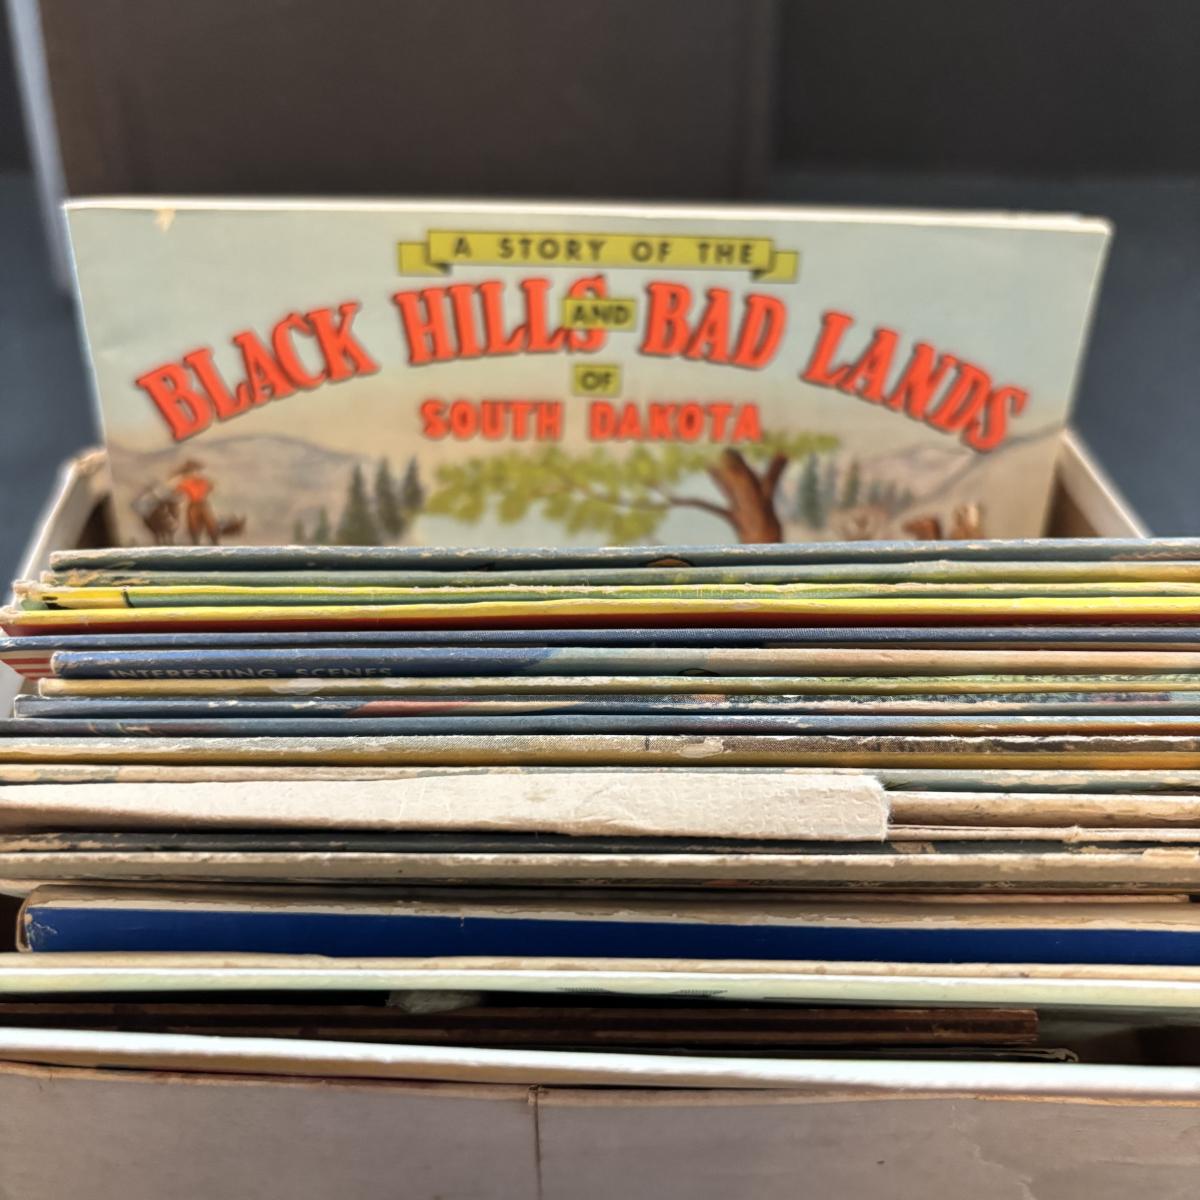 A STORY OF THE
BLACK HILLS AND BAD LANDS
OF
SOUTH DAKOTA
INTERESTING SCENES